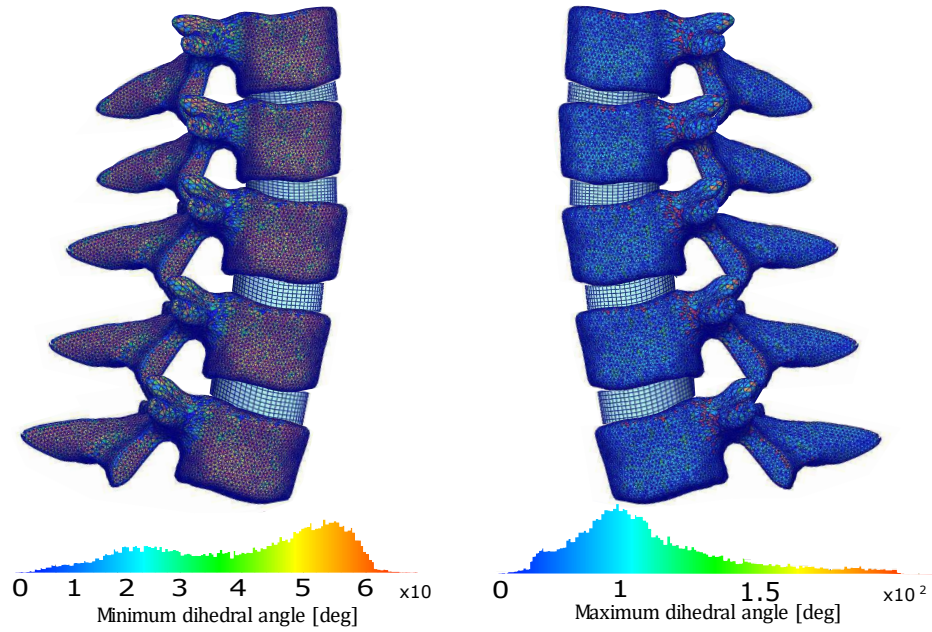 0 1 2 3 4 5 6 x10
Minimum dihedral angle [deg]
0 1 1.5 x10 2
Maximum dihedral angle [deg]